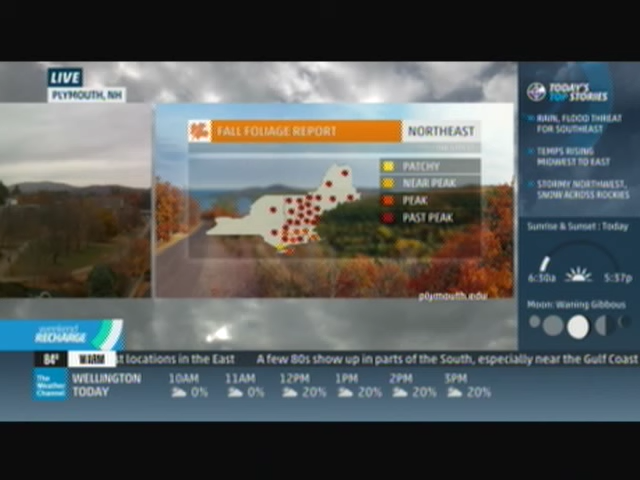 LIVE
PLYMOUTH, NH
FALL FOLIAGE REPORT
NORTHEAST
PATCHY
NEAR PEAK
PEAK
PAST PEAK
plymouth.edu
TODAY'S
TOP STORIES
RAIN, FLOOD THREAT
FOR SOUTHEAST
TEMPS RISING
MIDWEST TO EAST
STORMY NORTHWEST,
SNOW ACROSS ROCKIES
Sunrise & Sunset : Today
6:30a 5:37p
Moon: Waning Gibbous
weekend
RECHARGE
84° WARM st locations in the East A few 80s show up in parts of the South, especially near the Gulf Coast
The
Weather
Channel
WELLINGTON
TODAY
10AM 11AM 12PM 1PM 2PM 3PM
0% 0% 20% 20% 20% 20%